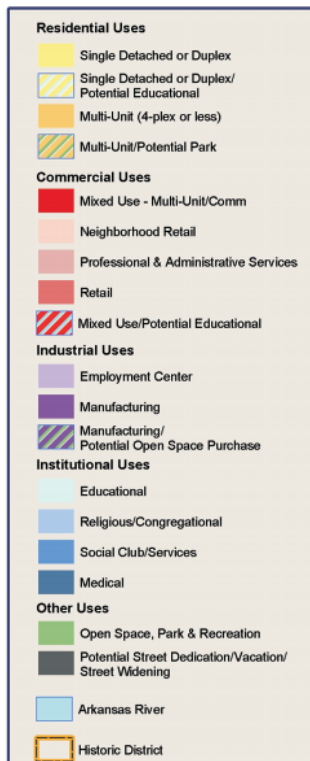 Residential Uses
Single Detached or Duplex
Single Detached or Duplex/
Potential Educational
Multi-Unit (4-plex or less)
Multi-Unit/Potential Park
Commercial Uses
Mixed Use - Multi-Unit/Comm
Neighborhood Retail
Professional & Administrative Services
Retail
Mixed Use/Potential Educational
Industrial Uses
Employment Center
Manufacturing
Manufacturing/
Potential Open Space Purchase
Institutional Uses
Educational
Religious/Congregational
Social Club/Services
Medical
Other Uses
Open Space, Park & Recreation
Potential Street Dedication/Vacation/
Street Widening
Arkansas River
Historic District